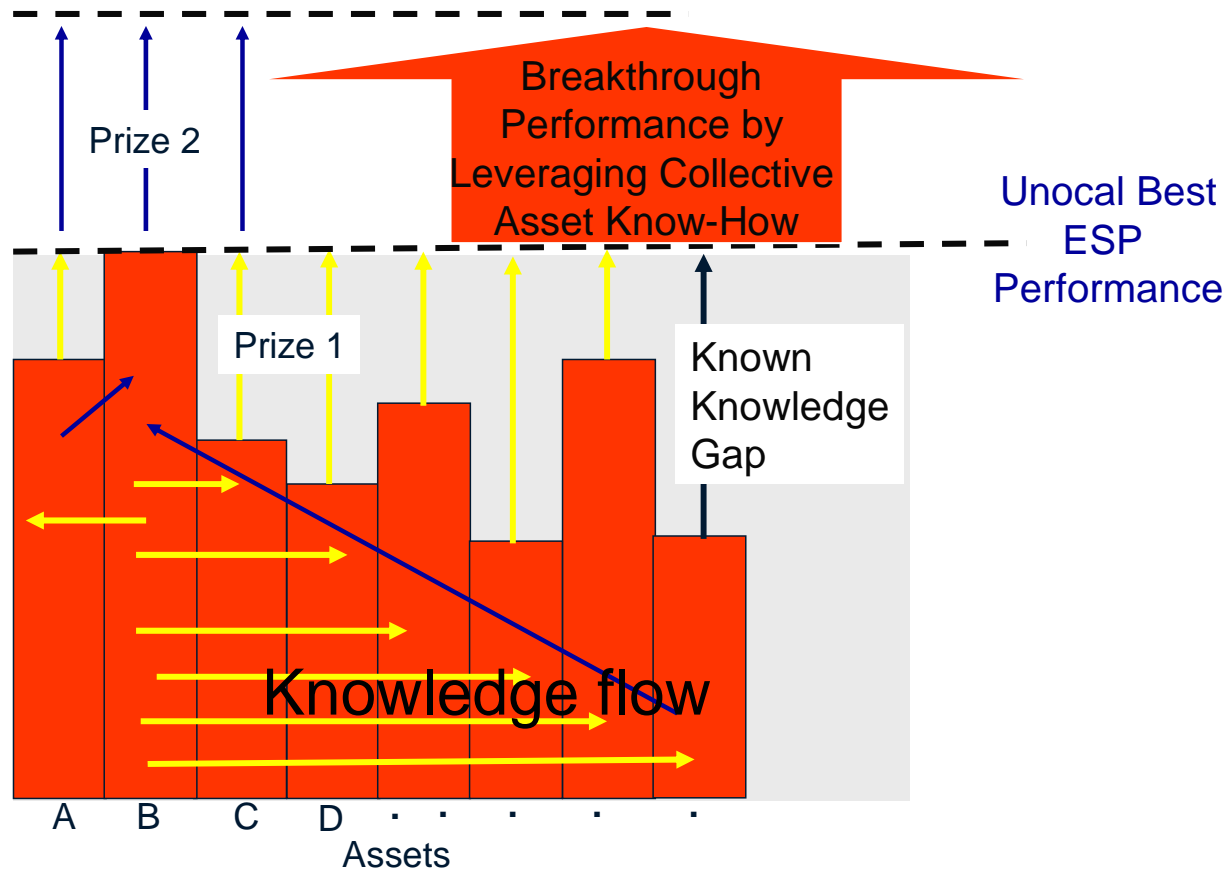 Breakthrough
Performance by
Leveraging Collective
Asset Know-How
Prize 2
Unocal Best
ESP
Performance
Prize 1
Known
Knowledge
Gap
Knowledge flow
A B C D . . . . .
Assets